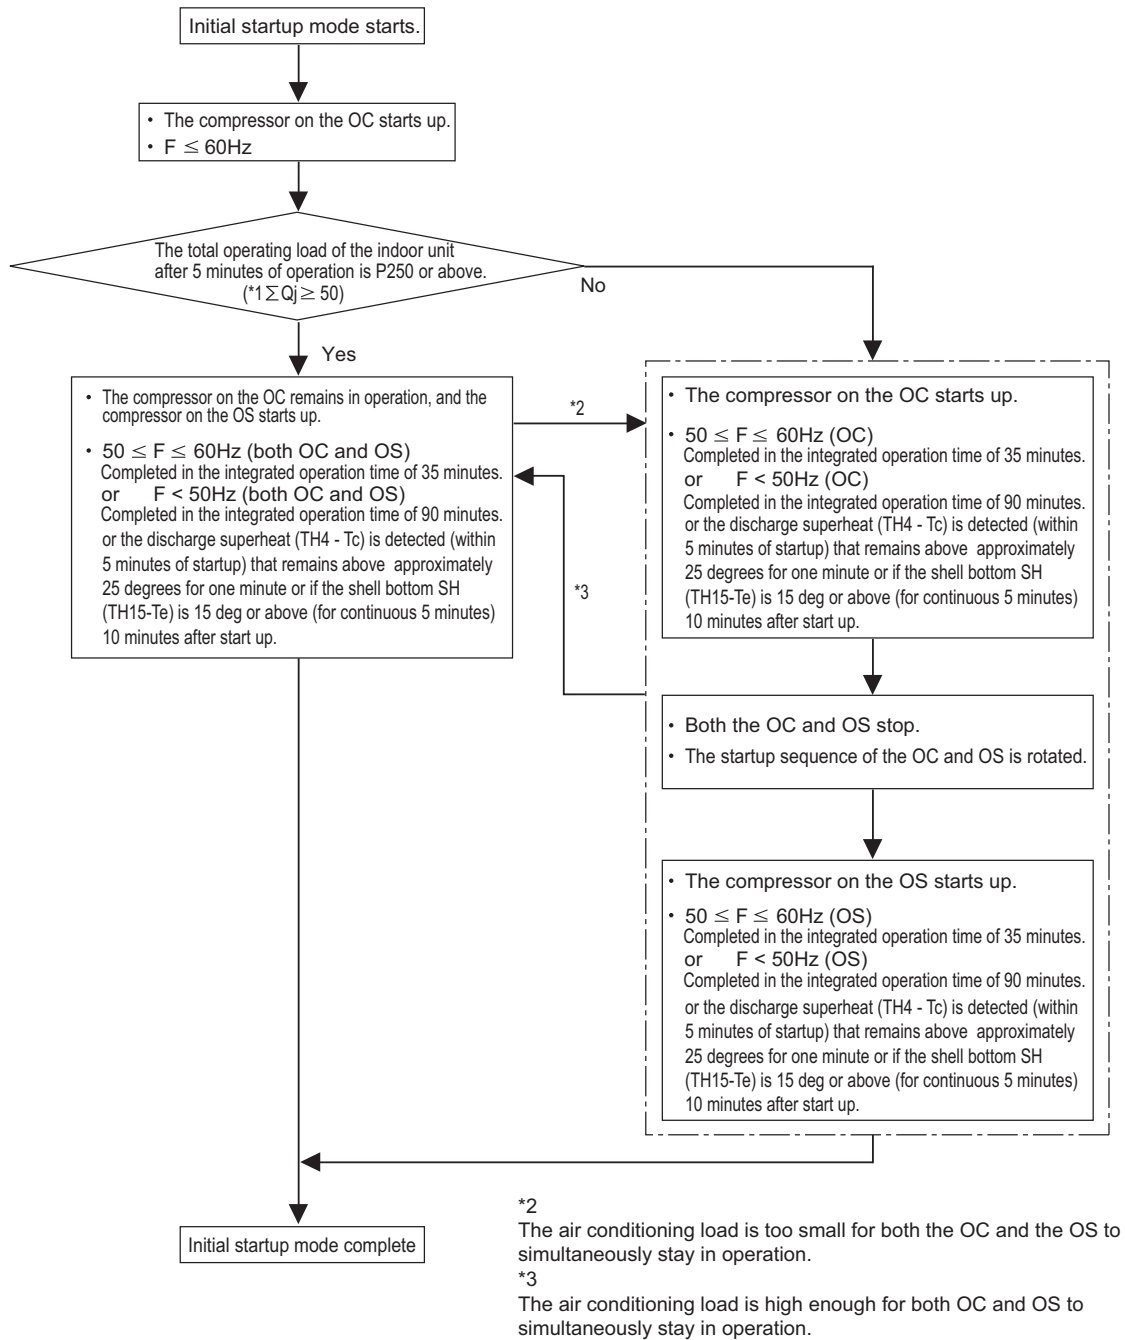 Initial startup mode starts.
• The compressor on the OC starts up.
• F ≤ 60Hz
The total operating load of the indoor unit
after 5 minutes of operation is P250 or above.
(*1∑Qj ≥ 50)
No
Yes
• The compressor on the OC remains in operation, and the
compressor on the OS starts up.
• 50 ≤ F ≤ 60Hz (both OC and OS)
Completed in the integrated operation time of 35 minutes.
or F < 50Hz (both OC and OS)
Completed in the integrated operation time of 90 minutes.
or the discharge superheat (TH4 - Tc) is detected (within
5 minutes of startup) that remains above approximately
25 degrees for one minute or if the shell bottom SH
(TH15-Te) is 15 deg or above (for continuous 5 minutes)
10 minutes after start up.
*2
*3
• The compressor on the OC starts up.
• 50 ≤ F ≤ 60Hz (OC)
Completed in the integrated operation time of 35 minutes.
or F < 50Hz (OC)
Completed in the integrated operation time of 90 minutes.
or the discharge superheat (TH4 - Tc) is detected (within
5 minutes of startup) that remains above approximately
25 degrees for one minute or if the shell bottom SH
(TH15-Te) is 15 deg or above (for continuous 5 minutes)
10 minutes after start up.
• Both the OC and OS stop.
• The startup sequence of the OC and OS is rotated.
• The compressor on the OS starts up.
• 50 ≤ F ≤ 60Hz (OS)
Completed in the integrated operation time of 35 minutes.
or F < 50Hz (OS)
Completed in the integrated operation time of 90 minutes.
or the discharge superheat (TH4 - Tc) is detected (within
5 minutes of startup) that remains above approximately
25 degrees for one minute or if the shell bottom SH
(TH15-Te) is 15 deg or above (for continuous 5 minutes)
10 minutes after start up.
Initial startup mode complete
*2
The air conditioning load is too small for both the OC and the OS to
simultaneously stay in operation.
*3
The air conditioning load is high enough for both OC and OS to
simultaneously stay in operation.